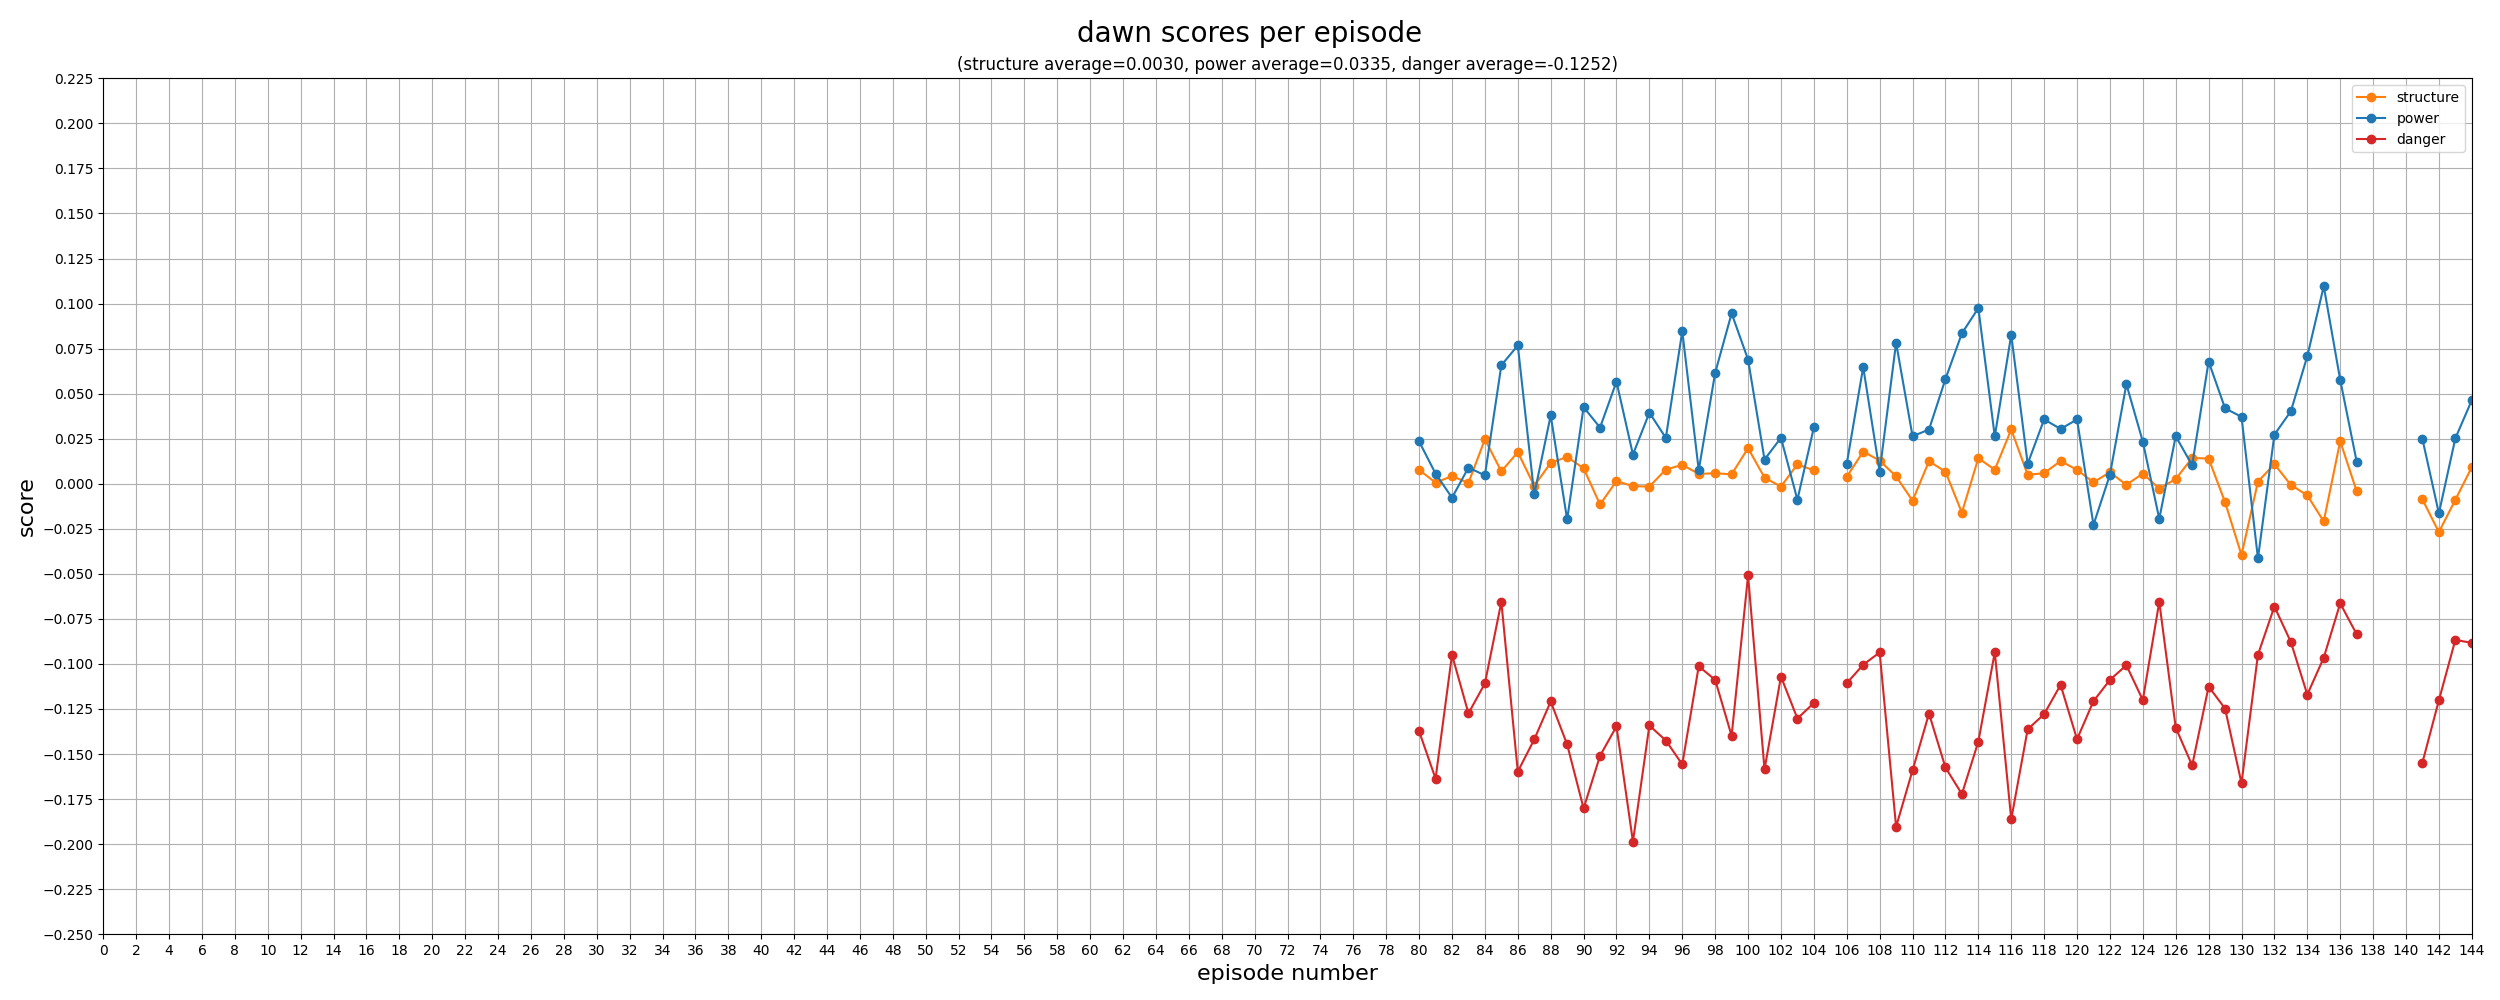 dawn scores per episode
(structure average=0.0030, power average=0.0335, danger average=-0.1252)
structure
power
danger
score
0.225
0.200
0.175
0.150
0.125
0.100
0.075
0.050
0.025
0.000
−0.025
−0.050
−0.075
−0.100
−0.125
−0.150
−0.175
−0.200
−0.225
−0.250
0 2 4 6 8 10 12 14 16 18 20 22 24 26 28 30 32 34 36 38 40 42 44 46 48 50 52 54 56 58 60 62 64 66 68 70 72 74 76 78 80 82 84 86 88 90 92 94 96 98 100 102 104 106 108 110 112 114 116 118 120 122 124 126 128 130 132 134 136 138 140 142 144
episode number